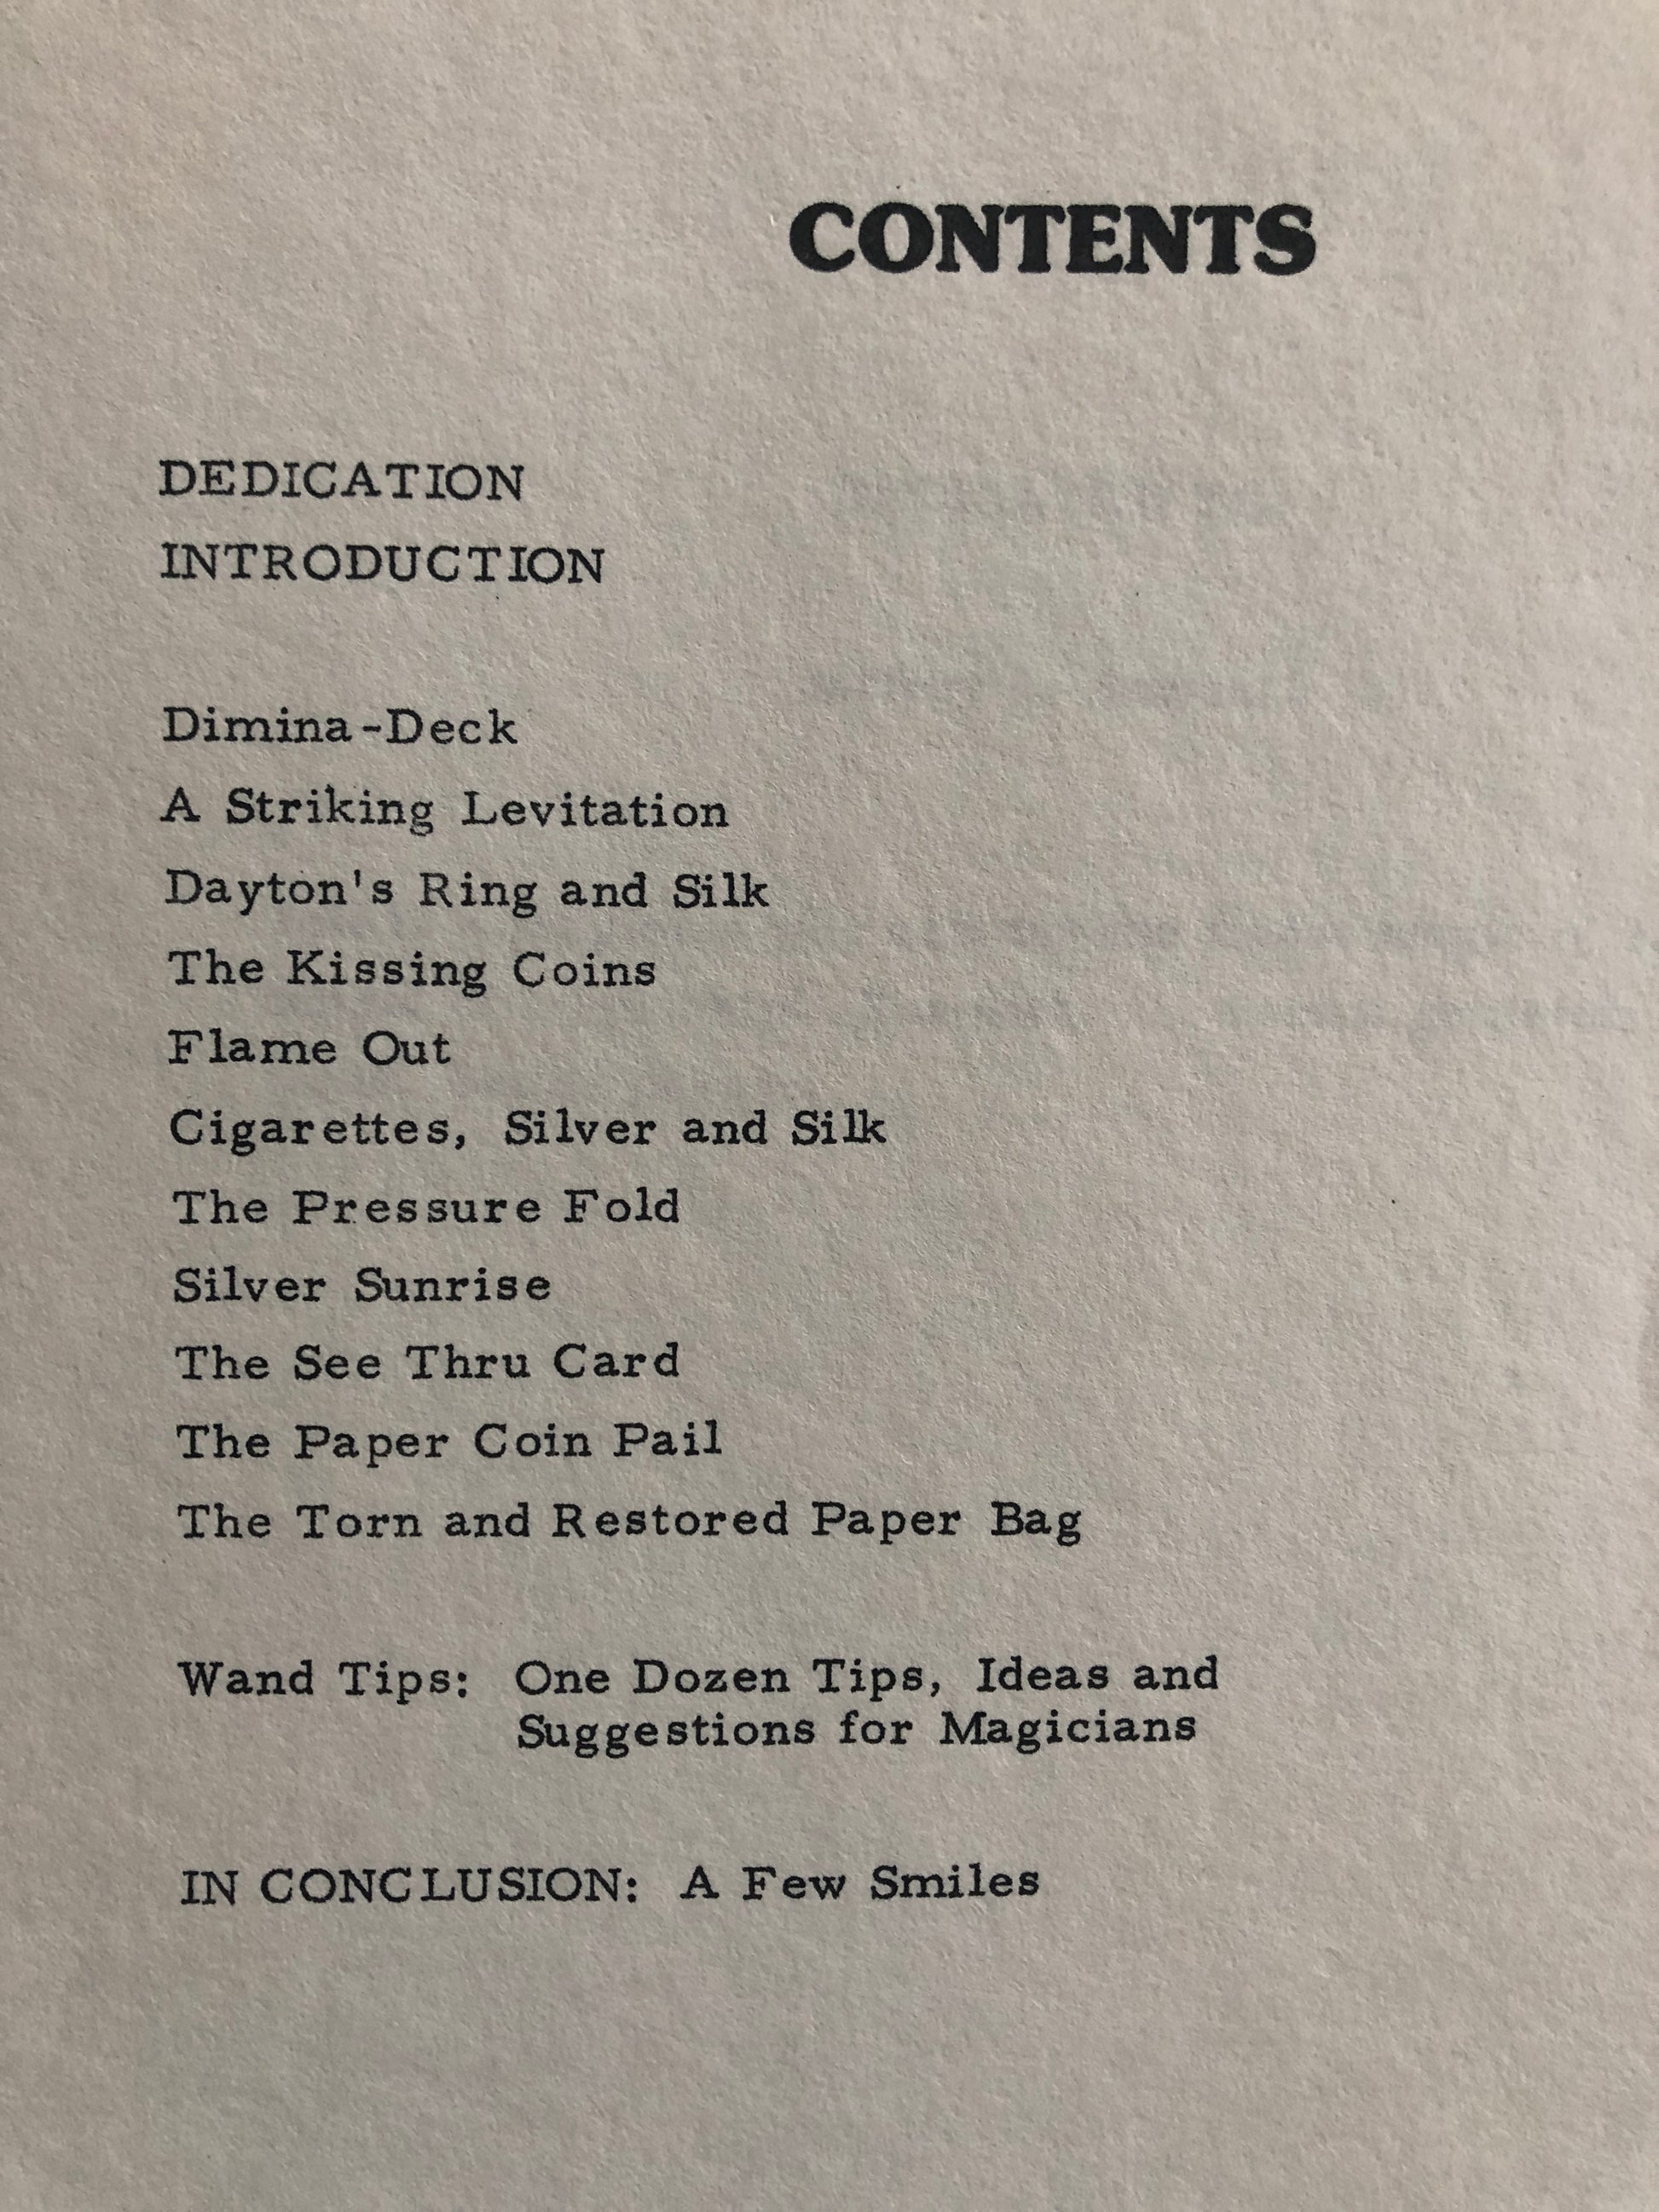 CONTENTS
DEDICATION
INTRODUCTION
Dimina-Deck
A Striking Levitation
Dayton's Ring and Silk
The Kissing Coins
Flame Out
Cigarettes, Silver and Silk
The Pressure Fold
Silver Sunrise
The See Thru Card
The Paper Coin Pail
The Torn and Restored Paper Bag
Wand Tips: One Dozen Tips, Ideas and
Suggestions for Magicians
IN CONCLUSION: A Few Smiles